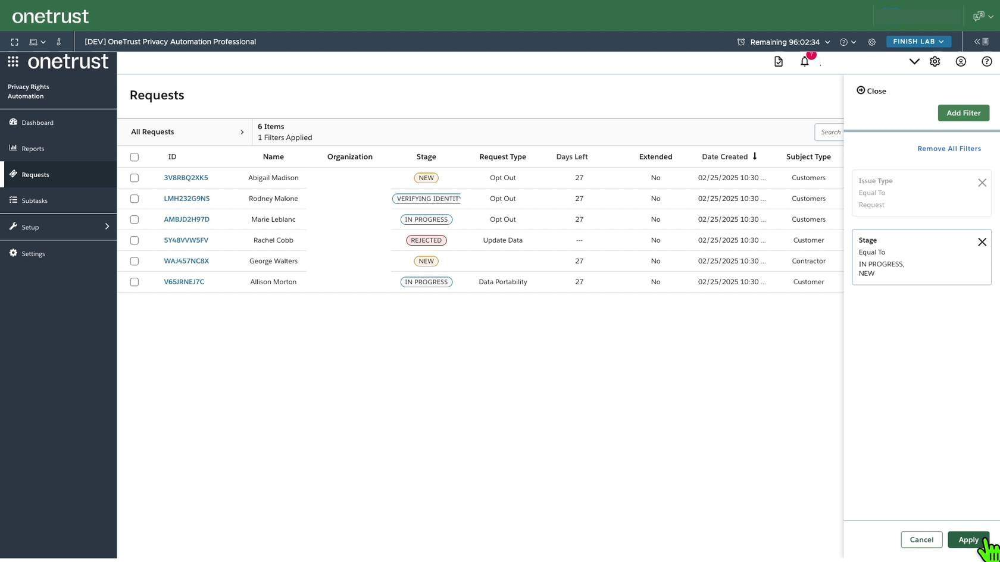 onetrust
[DEV] OneTrust Privacy Automation Professional
Remaining 96:02:34
FINISH LAB
onetrust
7
Privacy Rights
Automation
Dashboard
Reports
Requests
Subtasks
Setup
Settings
Requests
All Requests
6 Items
1 Filters Applied
Search
ID Name Organization Stage Request Type Days Left Extended Date Created Subject Type
3V8RBQ2XK5 Abigail Madison NEW Opt Out 27 No 02/25/2025 10:30 ... Customers
LMH232G9NS Rodney Malone VERIFYING IDENTITY Opt Out 27 No 02/25/2025 10:30 ... Customers
AMBJD2H97D Marie Leblanc IN PROGRESS Opt Out 27 No 02/25/2025 10:30 ... Customers
5Y48VVW5FV Rachel Cobb REJECTED Update Data --- No 02/25/2025 10:30 ... Customer
WAJ457NC8X George Walters NEW 27 No 02/25/2025 10:30 ... Contractor
V65JRNEJ7C Allison Morton IN PROGRESS Data Portability 27 No 02/25/2025 10:30 ... Customer
Close
Add Filter
Remove All Filters
Issue Type
Equal To
Request
Stage
Equal To
IN PROGRESS,
NEW
Cancel
Apply